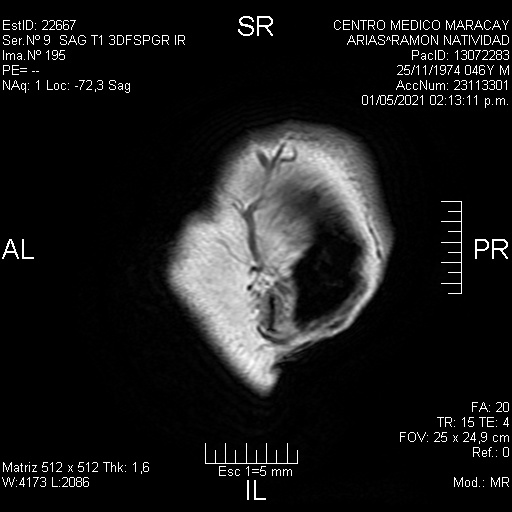 EstID: 22667
Ser.Nº 9  SAG T1 3DFSPGR IR
Ima.Nº 195
PE= --
NAq: 1 Loc: -72,3 Sag
SR
CENTRO MEDICO MARACAY
ARIAS^RAMON NATIVIDAD
PacID: 13072283
25/11/1974 046Y M
AccNum: 23113301
01/05/2021 02:13:11 p.m.
AL
PR
Matriz 512 x 512 Thk: 1,6
W:4173 L:2086
Esc 1=5 mm
IL
FA: 20
TR: 15 TE: 4
FOV: 25 x 24,9 cm
Ref.: 0
Mod.: MR